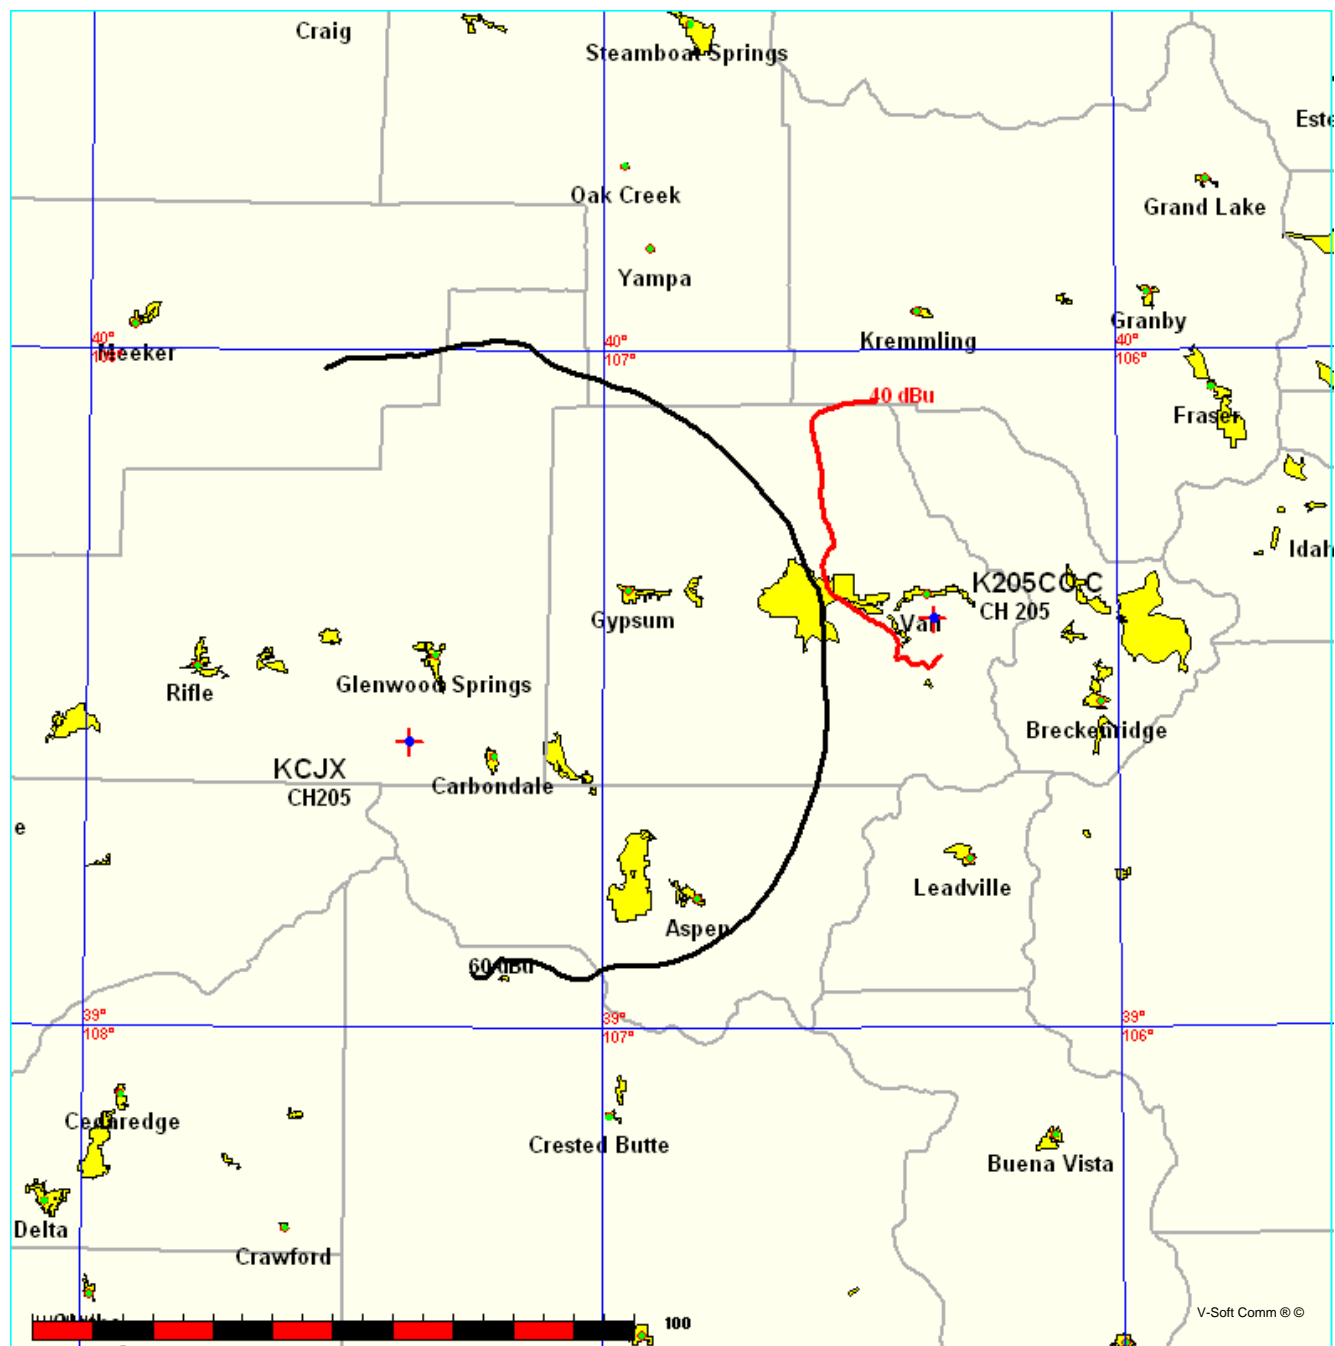 Craig
Steamboat Springs
Este
Oak Creek
Grand Lake
Yampa
Granby
Kremmling
40°
Meeker
40°
107°
40°
106°
40 dBu
Fraser
Idah
K205CO-C
CH 205
Vail
Gypsum
Rifle
Glenwood Springs
Breckenridge
KCJX
CH205
Carbondale
e
Leadville
Aspen
60 dBu
39°
108°
39°
107°
39°
106°
Cedaredge
Crested Butte
Buena Vista
Delta
Crawford
V-Soft Comm ® ©
100